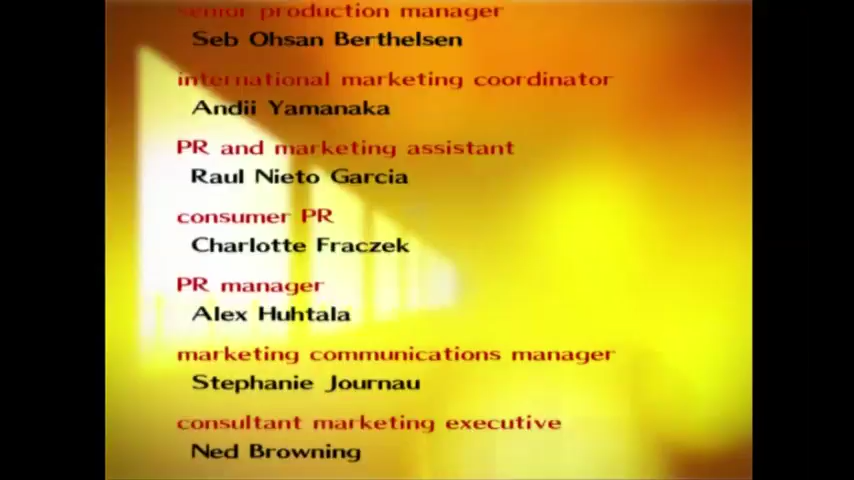 senior production manager
Seb Ohsan Berthelsen
international marketing coordinator
Andii Yamanaka
PR and marketing assistant
Raul Nieto Garcia
consumer PR
Charlotte Fraczek
PR manager
Alex Huhtala
marketing communications manager
Stephanie Journau
consultant marketing executive
Ned Browning